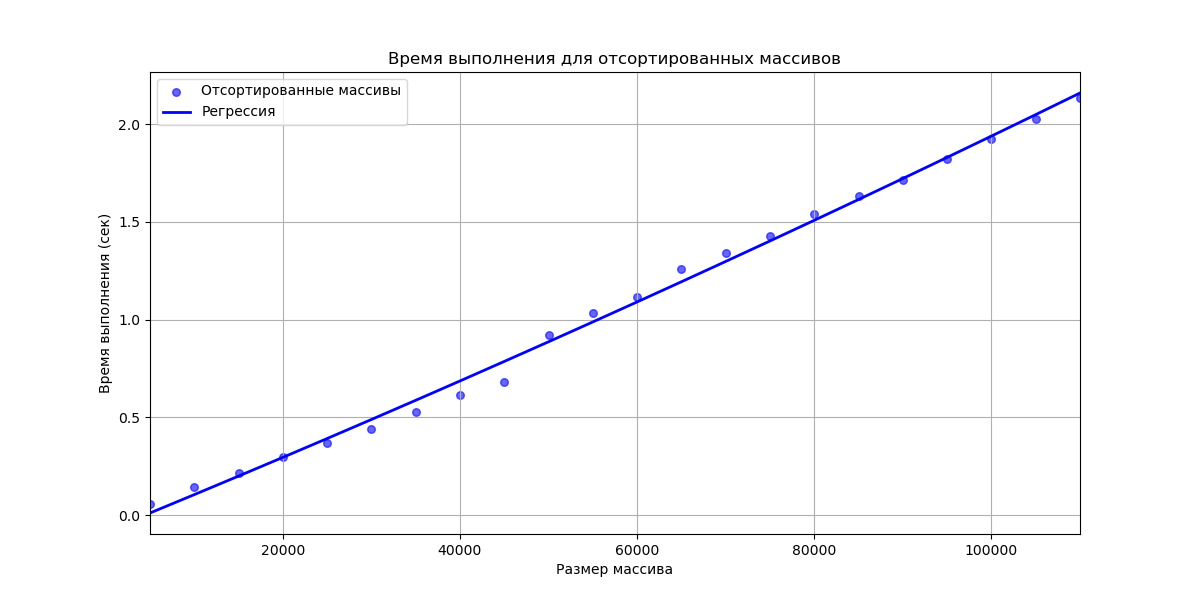 Время выполнения для отсортированных массивов
Отсортированные массивы
Регрессия
Время выполнения (сек)
2.0
1.5
1.0
0.5
0.0
20000
40000
60000
80000
100000
Размер массива